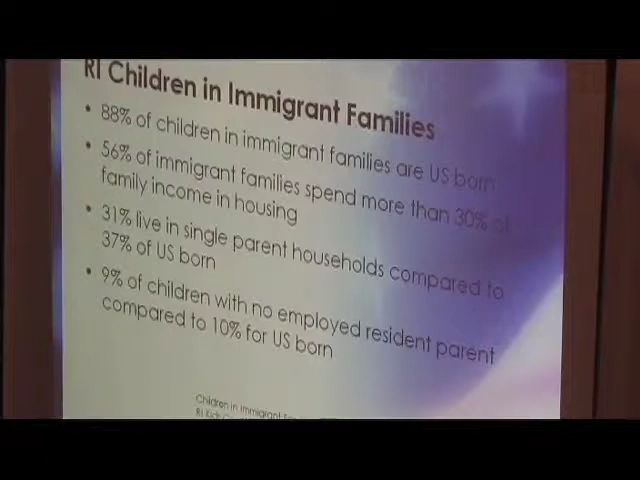 RI Children in Immigrant Families
• 88% of children in immigrant families are US born
• 56% of immigrant families spend more than 30% of
family income in housing
• 31% live in single parent households compared to
37% of US born
• 9% of children with no employed resident parent
compared to 10% for US born
Children in Immigrant
RI Kids